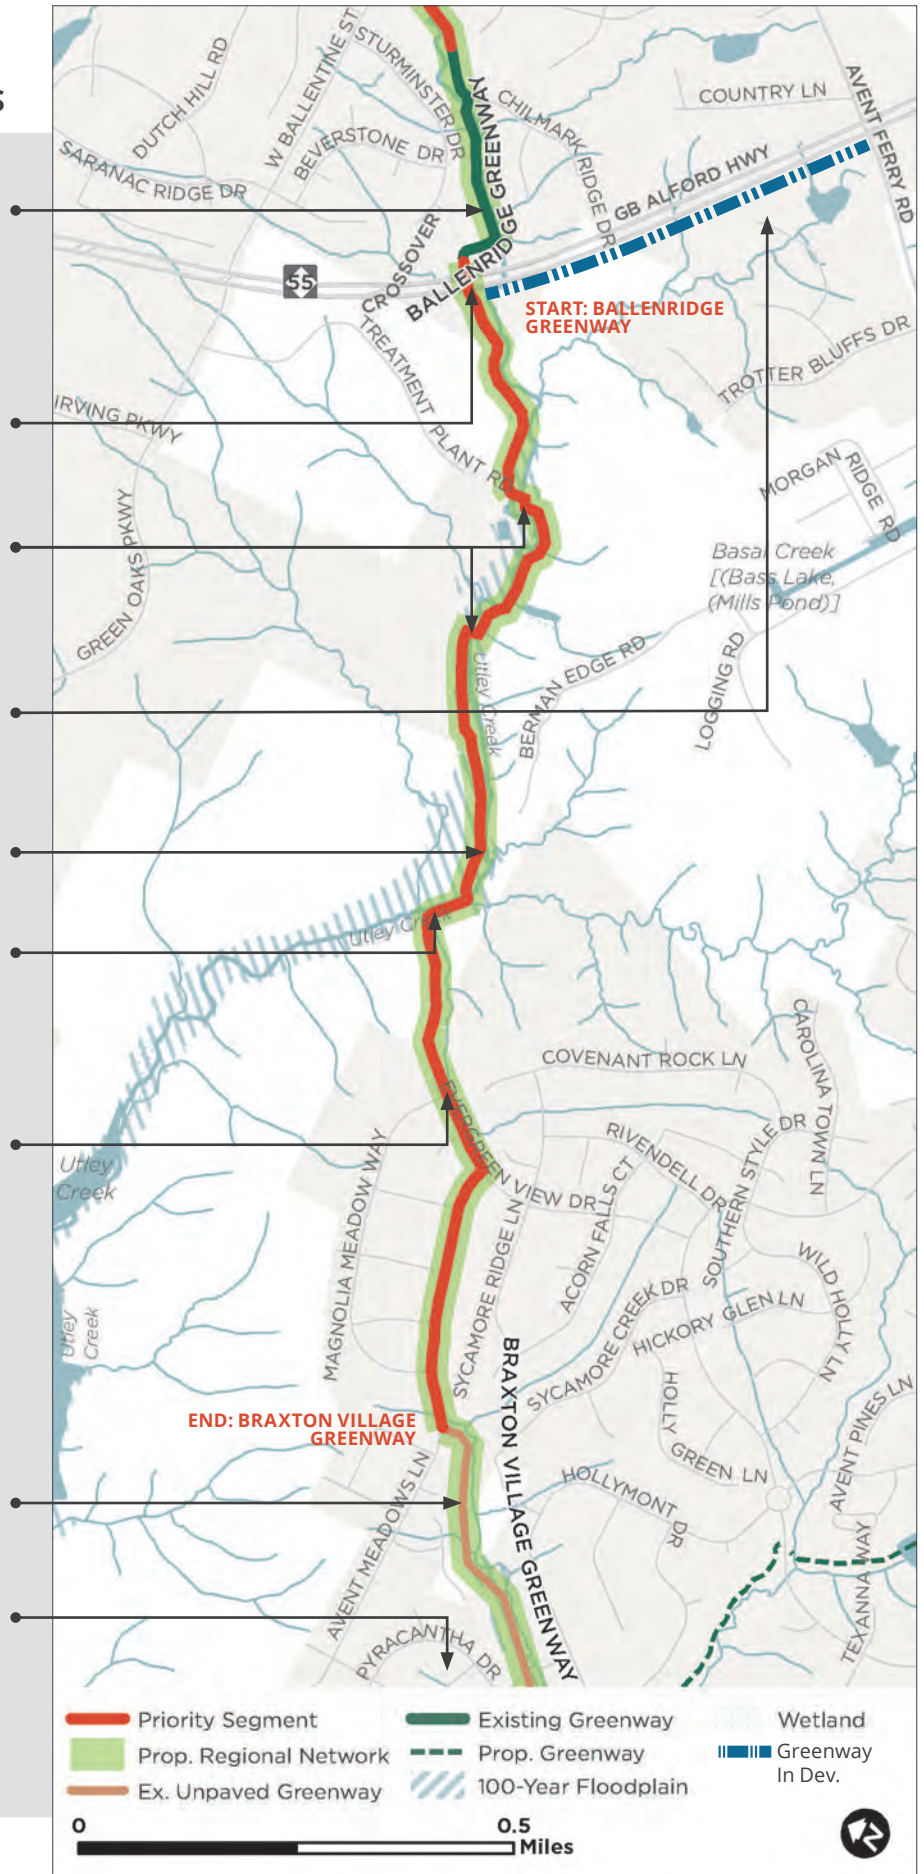 S
DUTCH HILL RD
W BALLENTINE ST
STURMINSTER DR
BEVERSTONE DR
SARANAC RIDGE DR
BALLENRIDGE GREENWAY
CHILMARK RIDGE DR
COUNTRY LN
AVENT FERRY RD
GB ALFORD HWY
55
CROSSOVER
START: BALLENRIDGE
GREENWAY
TREATMENT PLANT RD
TROTTER BLUFFS DR
IRVING PKWY
GREEN OAKS PKWY
MORGAN RIDGE RD
Basal Creek
[(Bass Lake,
(Mills Pond)]
Utley Creek
BERMAN EDGE RD
LOGGING RD
Utley Creek
COVENANT ROCK LN
CAROLINA TOWN LN
EVERGREEN VIEW DR
RIVENDELL DR
SOUTHERN STYLE DR
Utley
Creek
MAGNOLIA MEADOW WAY
SYCAMORE RIDGE LN
ACORN FALLS CT
WILD HOLLY LN
Utley
Creek
SYCAMORE CREEK DR
HICKORY GLEN LN
BRAXTON VILLAGE GREENWAY
HOLLY GREEN LN
AVENT PINES LN
END: BRAXTON VILLAGE
GREENWAY
AVENT MEADOWS LN
HOLLYMONT DR
TEXANNA WAY
PYRACANTHA DR
Priority Segment
Prop. Regional Network
Ex. Unpaved Greenway
Existing Greenway
Prop. Greenway
100-Year Floodplain
Wetland
Greenway
In Dev.
0
0.5
Miles
N